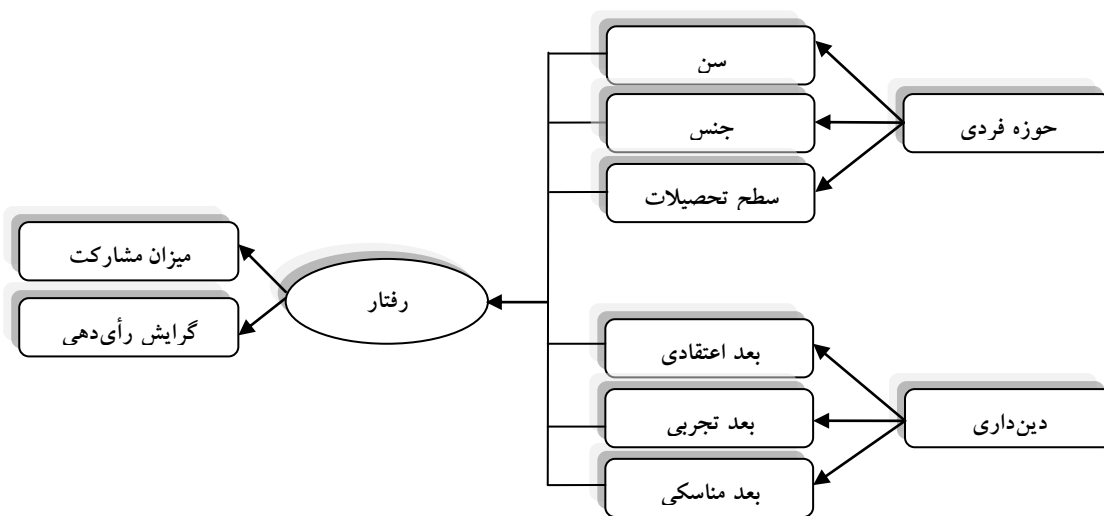 سن
جنس
حوزه فردی
سطح تحصیلات
میزان مشارکت
رفتار
گرایش رأی‌دهی
بعد اعتقادی
بعد تجربی
دین‌داری
بعد مناسکی